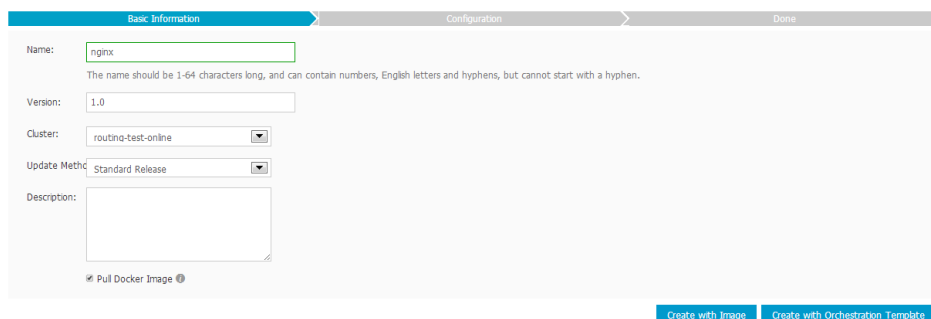 Basic Information
Configuration
Done
Name:
nginx
The name should be 1-64 characters long, and can contain numbers, English letters and hyphens, but cannot start with a hyphen.
Version:
1.0
Cluster:
routing-test-online
Update Metho
Standard Release
Description:
Pull Docker Image
Create with Image
Create with Orchestration Template